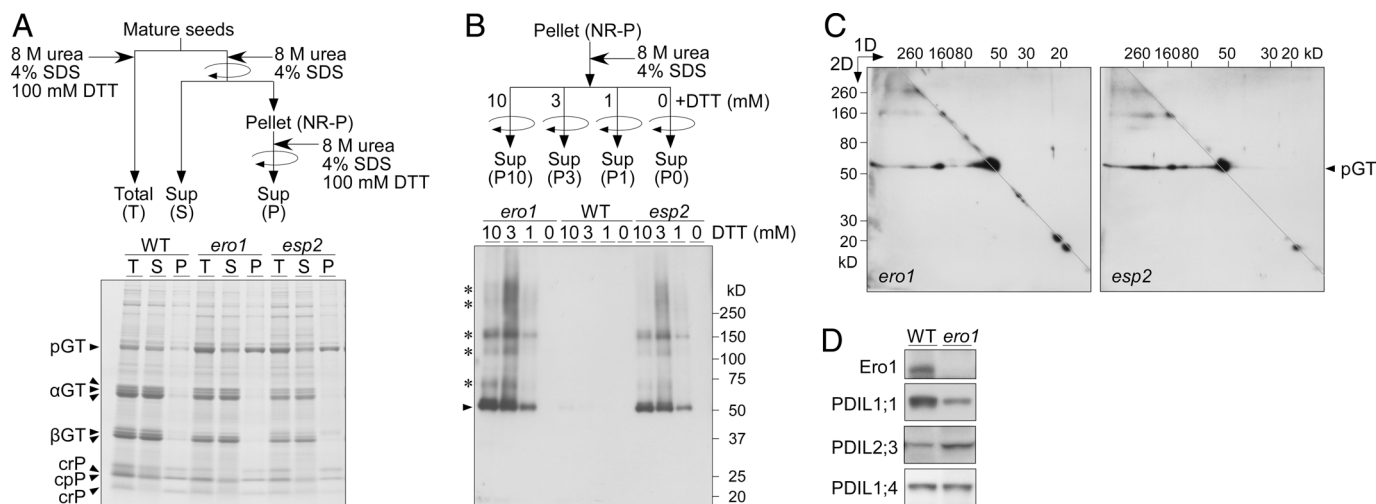 A
Mature seeds
8 M urea
4% SDS
100 mM DTT
8 M urea
4% SDS
Pellet (NR-P)
8 M urea
4% SDS
100 mM DTT
Total
(T)
Sup
(S)
Sup
(P)
WT ero1 esp2
T S P T S P T S P
pGT
αGT
βGT
crP
cpP
crP
B
Pellet (NR-P)
8 M urea
4% SDS
10 3 1 0 +DTT (mM)
Sup
(P10)
Sup
(P3)
Sup
(P1)
Sup
(P0)
ero1 WT esp2
10 3 1 0 10 3 1 0 10 3 1 0 DTT (mM)
*
*
*
*
*
kD
250
150
100
75
50
37
25
20
C
1D
2D
260 160 80 50 30 20
260 160 80 50 30 20 kD
260
160
80
50
30
20
kD
ero1
esp2
pGT
D
WT ero1
Ero1
PDIL1;1
PDIL2;3
PDIL1;4